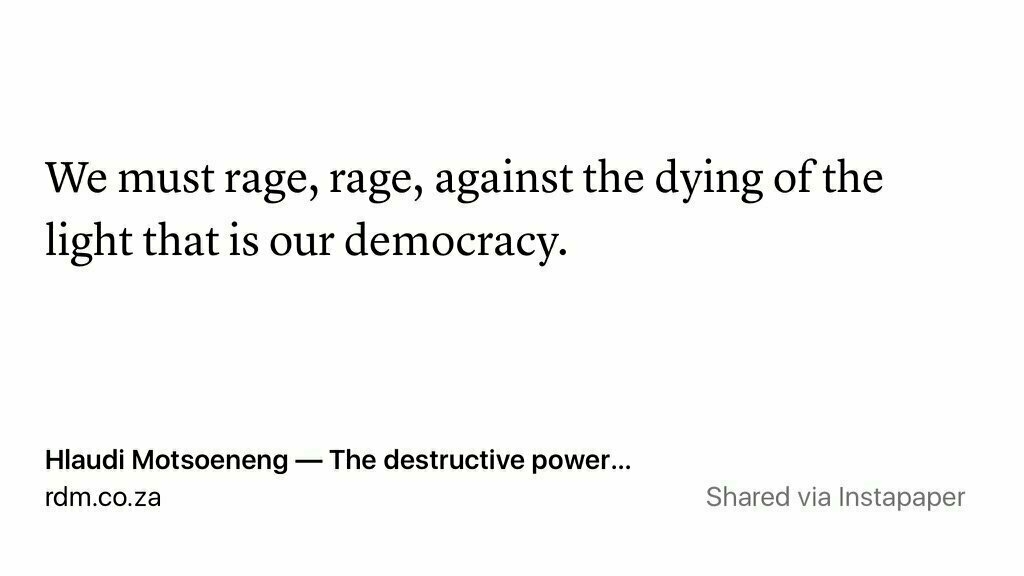 We must rage, rage, against the dying of the
light that is our democracy.
Hlaudi Motsoeneng — The destructive power...
rdm.co.za
Shared via Instapaper